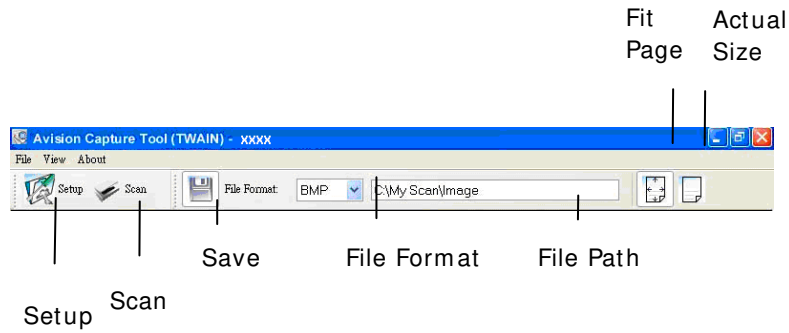 Fit Page
Actual Size
Avision Capture Tool (TWAIN) - xxxx
File View About
Setup Scan File Format: BMP C:\My Scan\Image
Save File Format File Path
Setup Scan